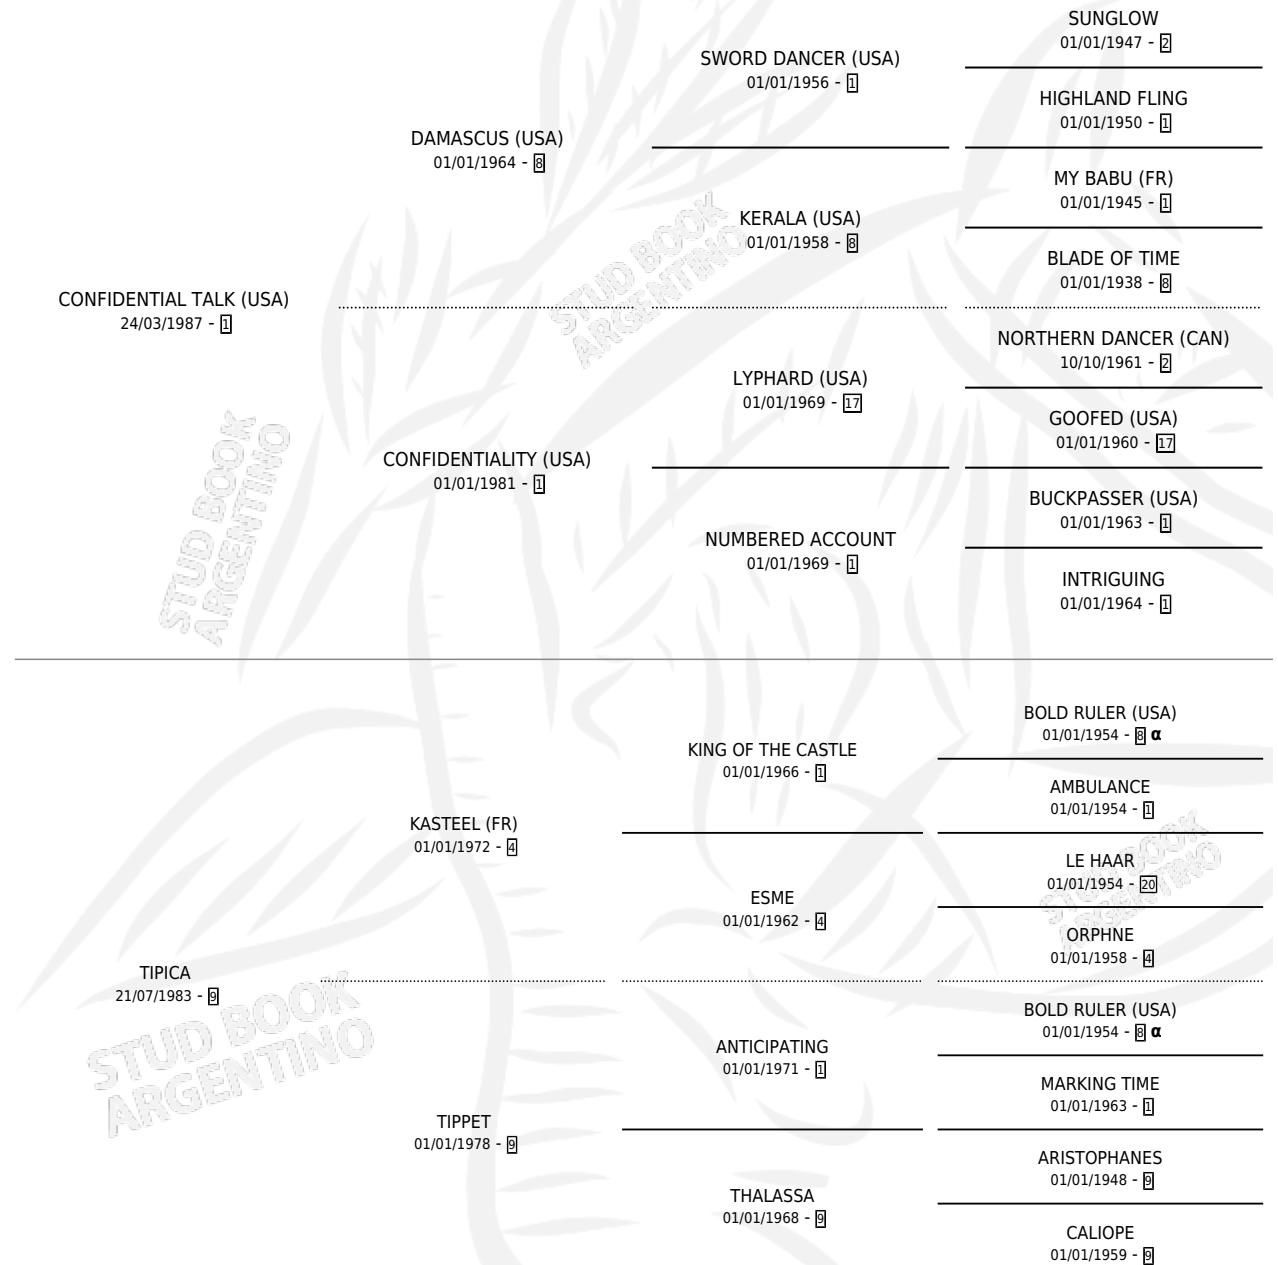 SUNGLOW
01/01/1947 - 2
SWORD DANCER (USA)
01/01/1956 - 1
HIGHLAND FLING
01/01/1950 - 1
DAMASCUS (USA)
01/01/1964 - 8
MY BABU (FR)
01/01/1945 - 1
KERALA (USA)
01/01/1958 - 8
BLADE OF TIME
01/01/1938 - 8
STUD BOOK
ARGENTINO
CONFIDENTIAL TALK (USA)
24/03/1987 - 1
NORTHERN DANCER (CAN)
10/10/1961 - 2
LYPHARD (USA)
01/01/1969 - 17
GOOFED (USA)
01/01/1960 - 17
CONFIDENTIALITY (USA)
01/01/1981 - 1
BUCKPASSER (USA)
01/01/1963 - 1
NUMBERED ACCOUNT
01/01/1969 - 1
INTRIGUING
01/01/1964 - 1
STUD BOOK
ARGENTINO
BOLD RULER (USA)
01/01/1954 - 8 α
KING OF THE CASTLE
01/01/1966 - 1
AMBULANCE
01/01/1954 - 1
KASTEEL (FR)
01/01/1972 - 4
LE HAAR
01/01/1954 - 20
ESME
01/01/1962 - 4
ORPHNE
01/01/1958 - 4
STUD BOOK
ARGENTINO
TIPICA
21/07/1983 - 9
BOLD RULER (USA)
01/01/1954 - 8 α
ANTICIPATING
01/01/1971 - 1
MARKING TIME
01/01/1963 - 1
STUD BOOK
ARGENTINO
TIPPET
01/01/1978 - 9
ARISTOPHANES
01/01/1948 - 9
THALASSA
01/01/1968 - 9
CALIOPE
01/01/1959 - 9